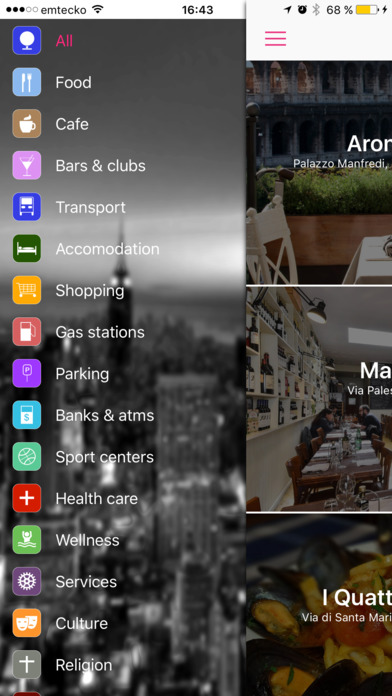 emtecko 16:43 68 %
All
Food
Cafe
Bars & clubs
Transport
Accomodation
Shopping
Gas stations
Parking
Banks & atms
Sport centers
Health care
Wellness
Services
Culture
Religion
Aron
Palazzo Manfredi,
Ma
Via Pales
I Quatt
Via di Santa Mari